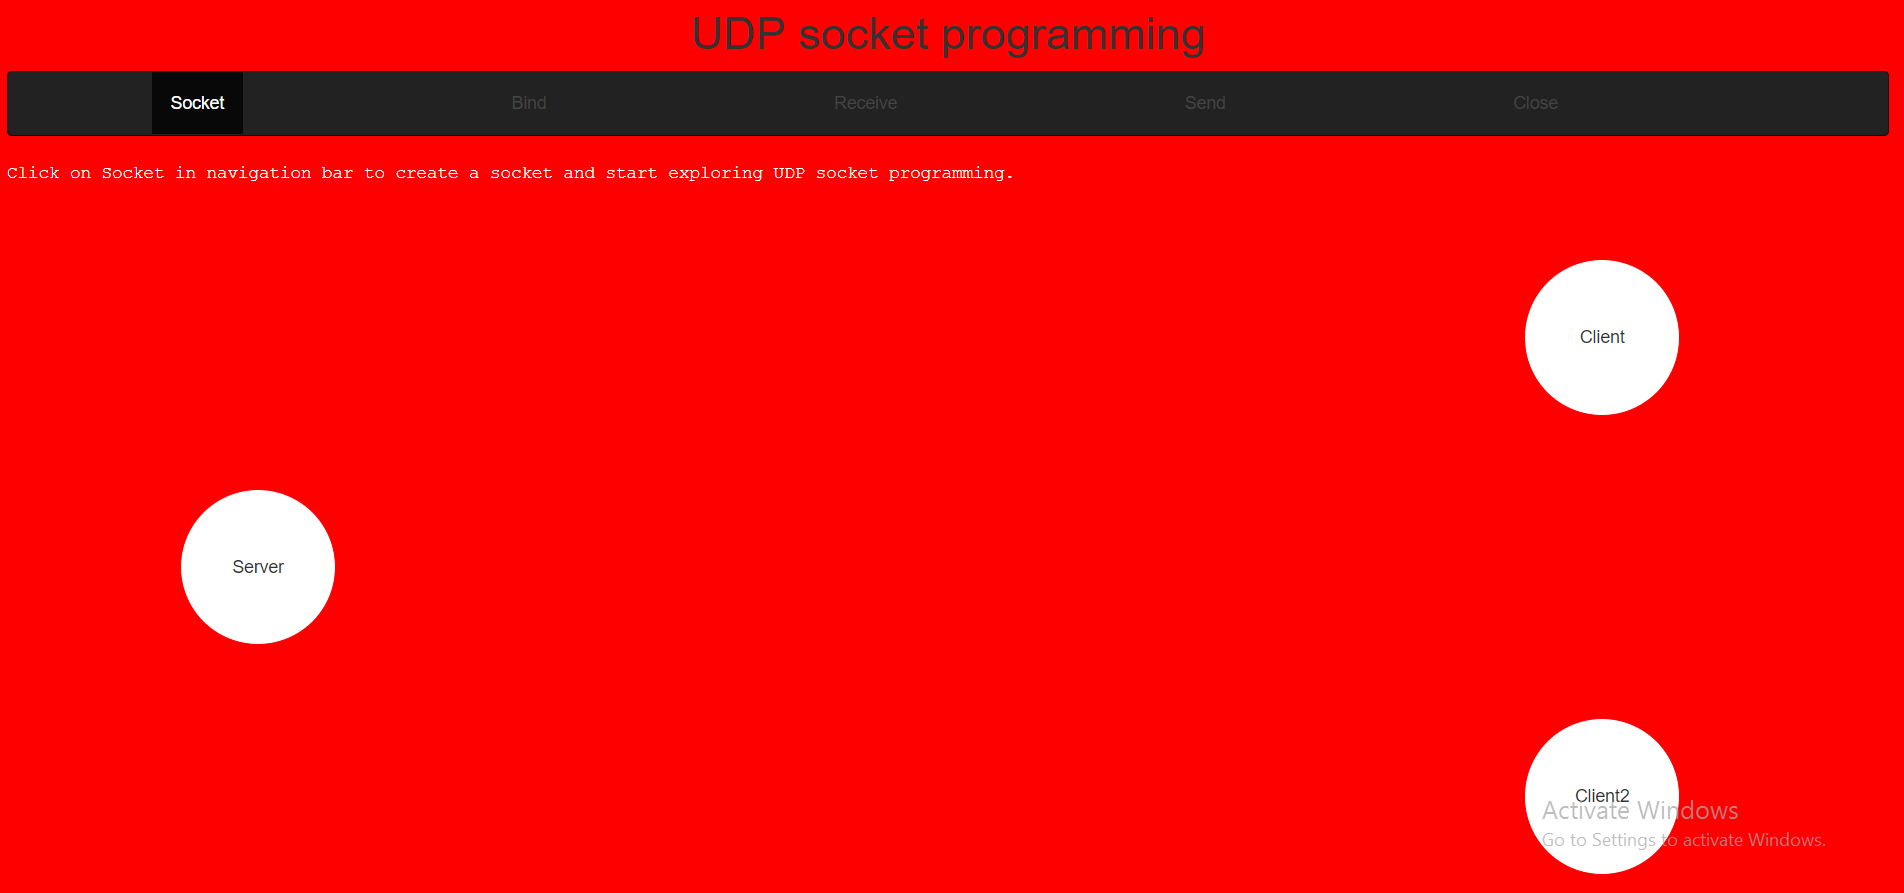 UDP socket programming
Socket Bind Receive Send Close
Click on Socket in navigation bar to create a socket and start exploring UDP socket programming.
Client
Server
Client2
Activate Windows
Go to Settings to activate Windows.